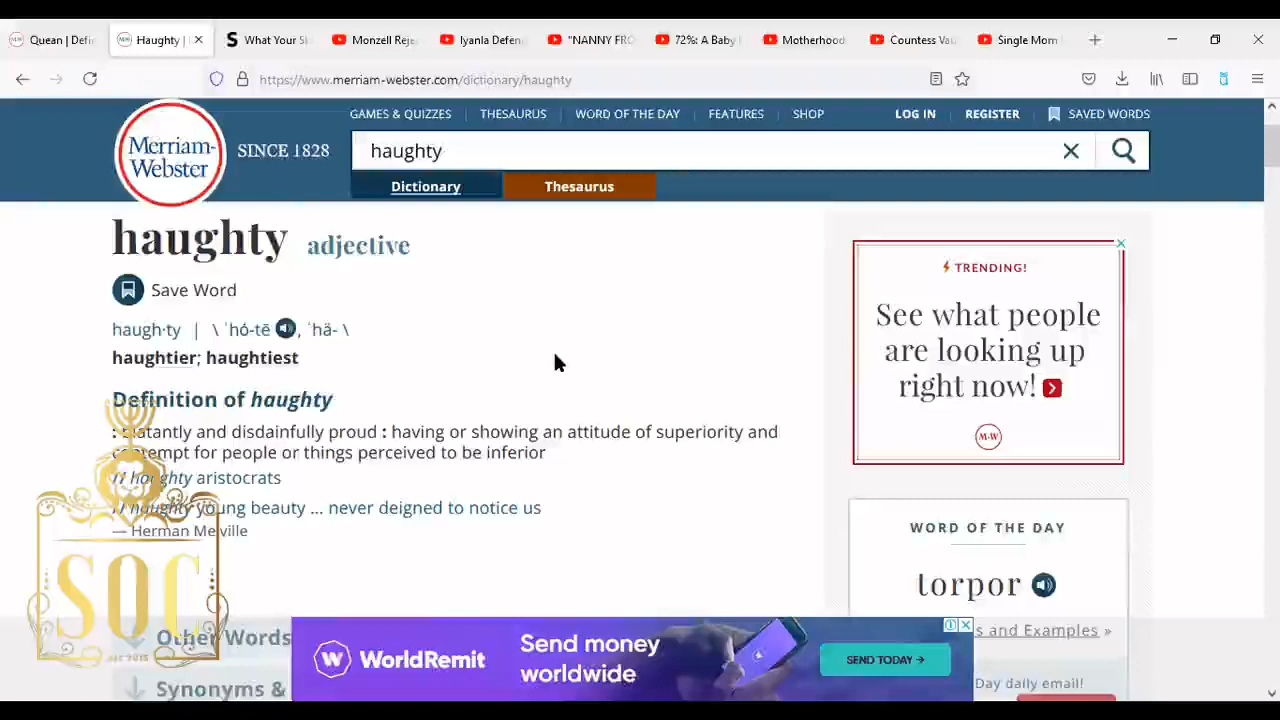 Quean | Defi
Haughty |
What Your S
Monzell Reje
Iyanla Defen
"NANNY FRO
72%: A Baby
Motherhood
Countess Va
Single Mom
https://www.merriam-webster.com/dictionary/haughty
GAMES & QUIZZES | THESAURUS | WORD OF THE DAY | FEATURES | SHOP
LOG IN | REGISTER SAVED WORDS
Merriam-
Webster
SINCE 1828
haughty
Dictionary
Thesaurus
haughty adjective
Save Word
haugh·ty | \ ˈhȯ-tē , ˈhä- \
haughtier; haughtiest
Definition of haughty
: blatantly and disdainfully proud : having or showing an attitude of superiority and
contempt for people or things perceived to be inferior
// haughty aristocrats
// haughty young beauty ... never deigned to notice us
— Herman Melville
Other Words
Synonyms &
SOC
TRENDING!
See what people
are looking up
right now!
M-W
WORD OF THE DAY
torpor
s and Examples »
Day daily email!
W WorldRemit
Send money
worldwide
SEND TODAY →